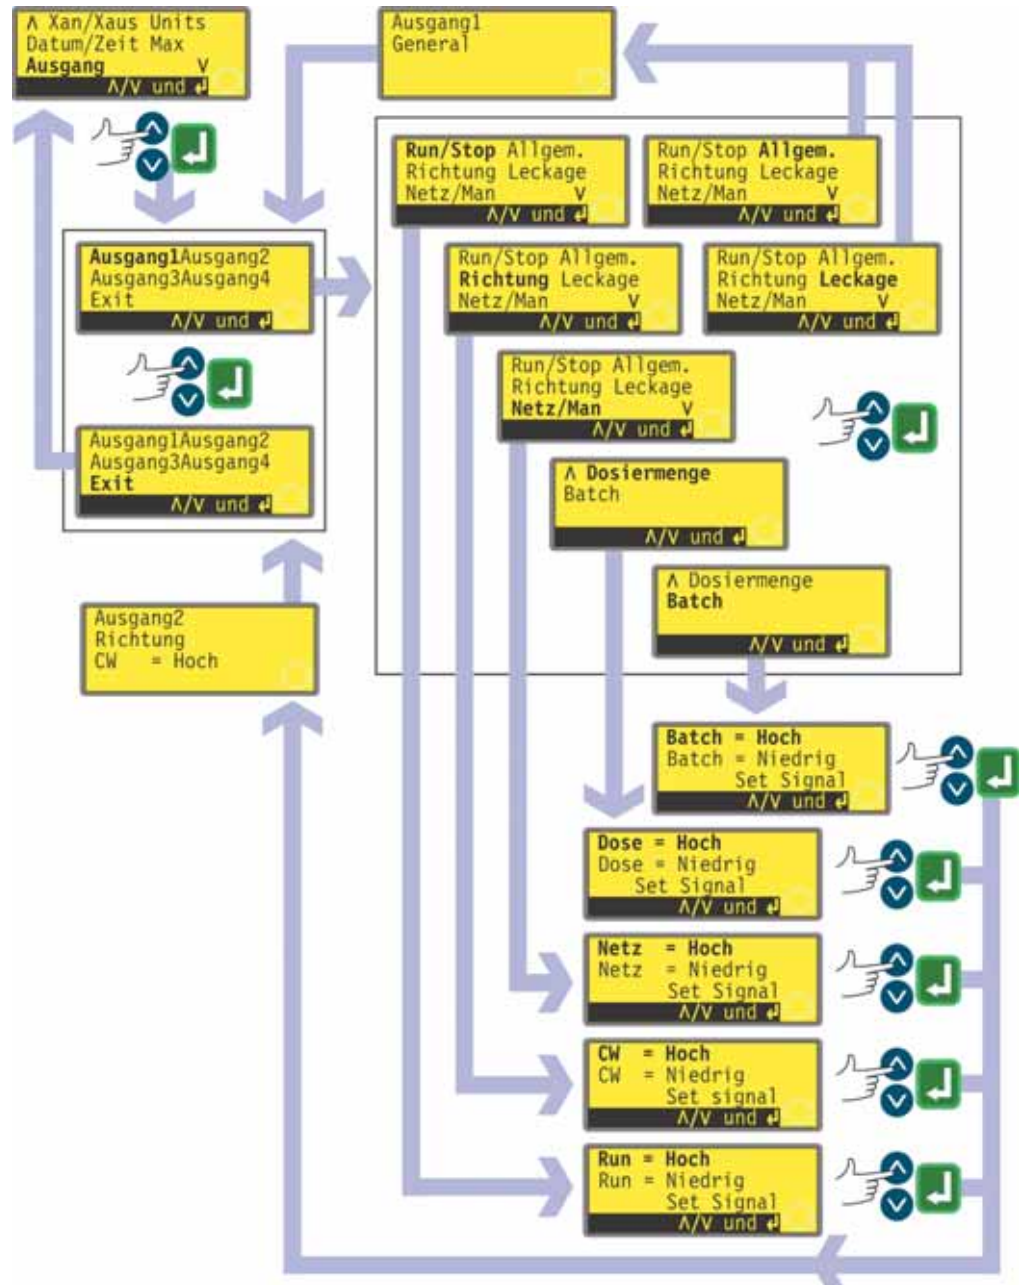 Λ Xan/Xaus Units
Datum/Zeit Max
Ausgang V
Λ/V und ↲
Ausgang1
General
Run/Stop Allgem.
Richtung Leckage
Netz/Man V
Λ/V und ↲
Run/Stop Allgem.
Richtung Leckage
Netz/Man V
Λ/V und ↲
Ausgang1Ausgang2
Ausgang3Ausgang4
Exit
Λ/V und ↲
Run/Stop Allgem.
Richtung Leckage
Netz/Man V
Λ/V und ↲
Run/Stop Allgem.
Richtung Leckage
Netz/Man V
Λ/V und ↲
Run/Stop Allgem.
Richtung Leckage
Netz/Man V
Λ/V und ↲
Ausgang1Ausgang2
Ausgang3Ausgang4
Exit
Λ/V und ↲
Λ Dosiermenge
Batch
Λ/V und ↲
Λ Dosiermenge
Batch
Λ/V und ↲
Ausgang2
Richtung
CW = Hoch
Batch = Hoch
Batch = Niedrig
Set Signal
Λ/V und ↲
Dose = Hoch
Dose = Niedrig
Set Signal
Λ/V und ↲
Netz = Hoch
Netz = Niedrig
Set Signal
Λ/V und ↲
CW = Hoch
CW = Niedrig
Set signal
Λ/V und ↲
Run = Hoch
Run = Niedrig
Set Signal
Λ/V und ↲